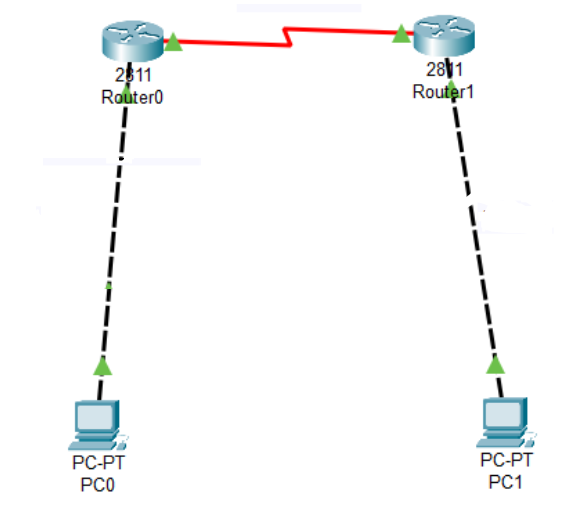 2811
Router0
2811
Router1
PC-PT
PC0
PC-PT
PC1